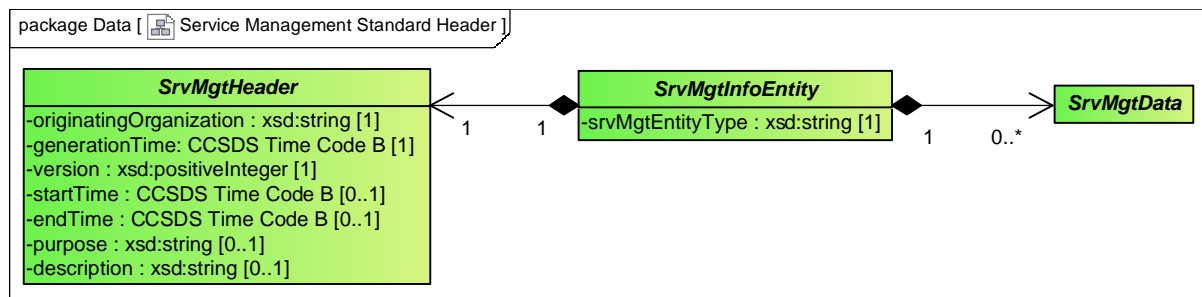 package Data [ Service Management Standard Header ]
SrvMgtHeader
-originatingOrganization : xsd:string [1]
-generationTime: CCSDS Time Code B [1]
-version : xsd:positiveInteger [1]
-startTime : CCSDS Time Code B [0..1]
-endTime : CCSDS Time Code B [0..1]
-purpose : xsd:string [0..1]
-description : xsd:string [0..1]
1
1
SrvMgtInfoEntity
-srvMgtEntityType : xsd:string [1]
1
0..*
SrvMgtData